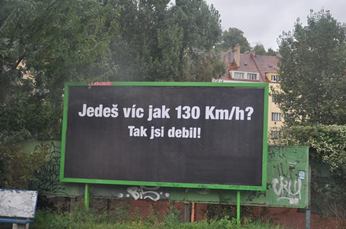 Jedeš víc jak 130 Km/h?
Tak jsi debil!